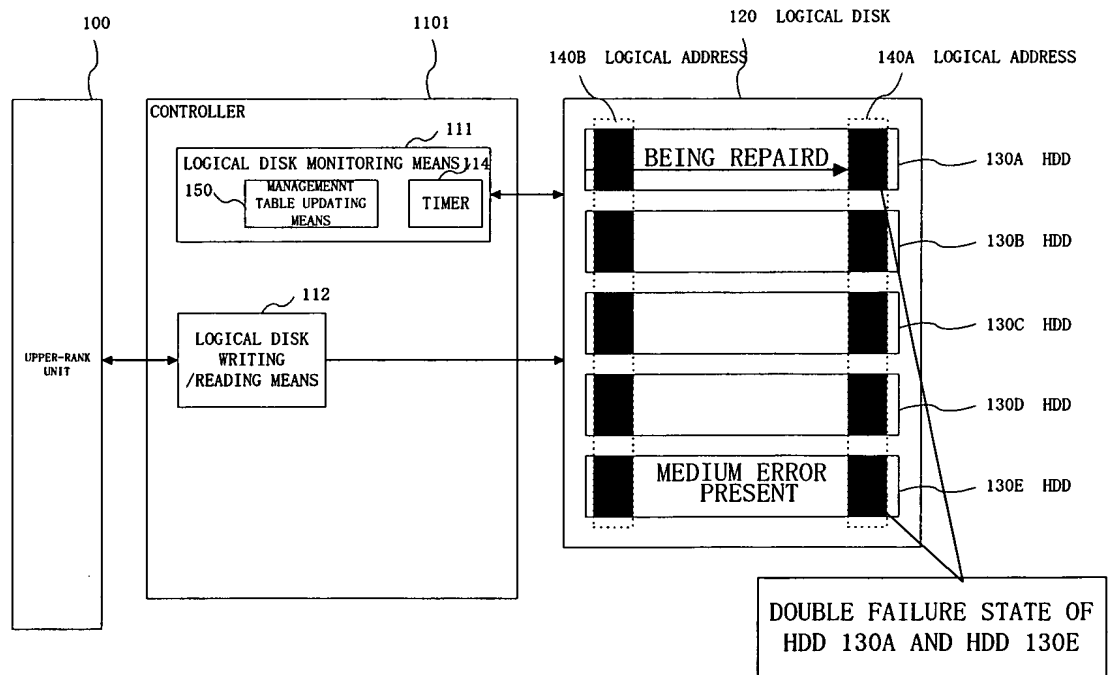 100
1101
120 LOGICAL DISK
140B LOGICAL ADDRESS
140A LOGICAL ADDRESS
CONTROLLER
111
LOGICAL DISK MONITORING MEANS
114
150
MANAGEMENNT
TABLE UPDATING
MEANS
TIMER
112
LOGICAL DISK
WRITING
/READING MEANS
UPPER-RANK
UNIT
BEING REPAIRD
130A HDD
130B HDD
130C HDD
130D HDD
MEDIUM ERROR
PRESENT
130E HDD
DOUBLE FAILURE STATE OF
HDD 130A AND HDD 130E